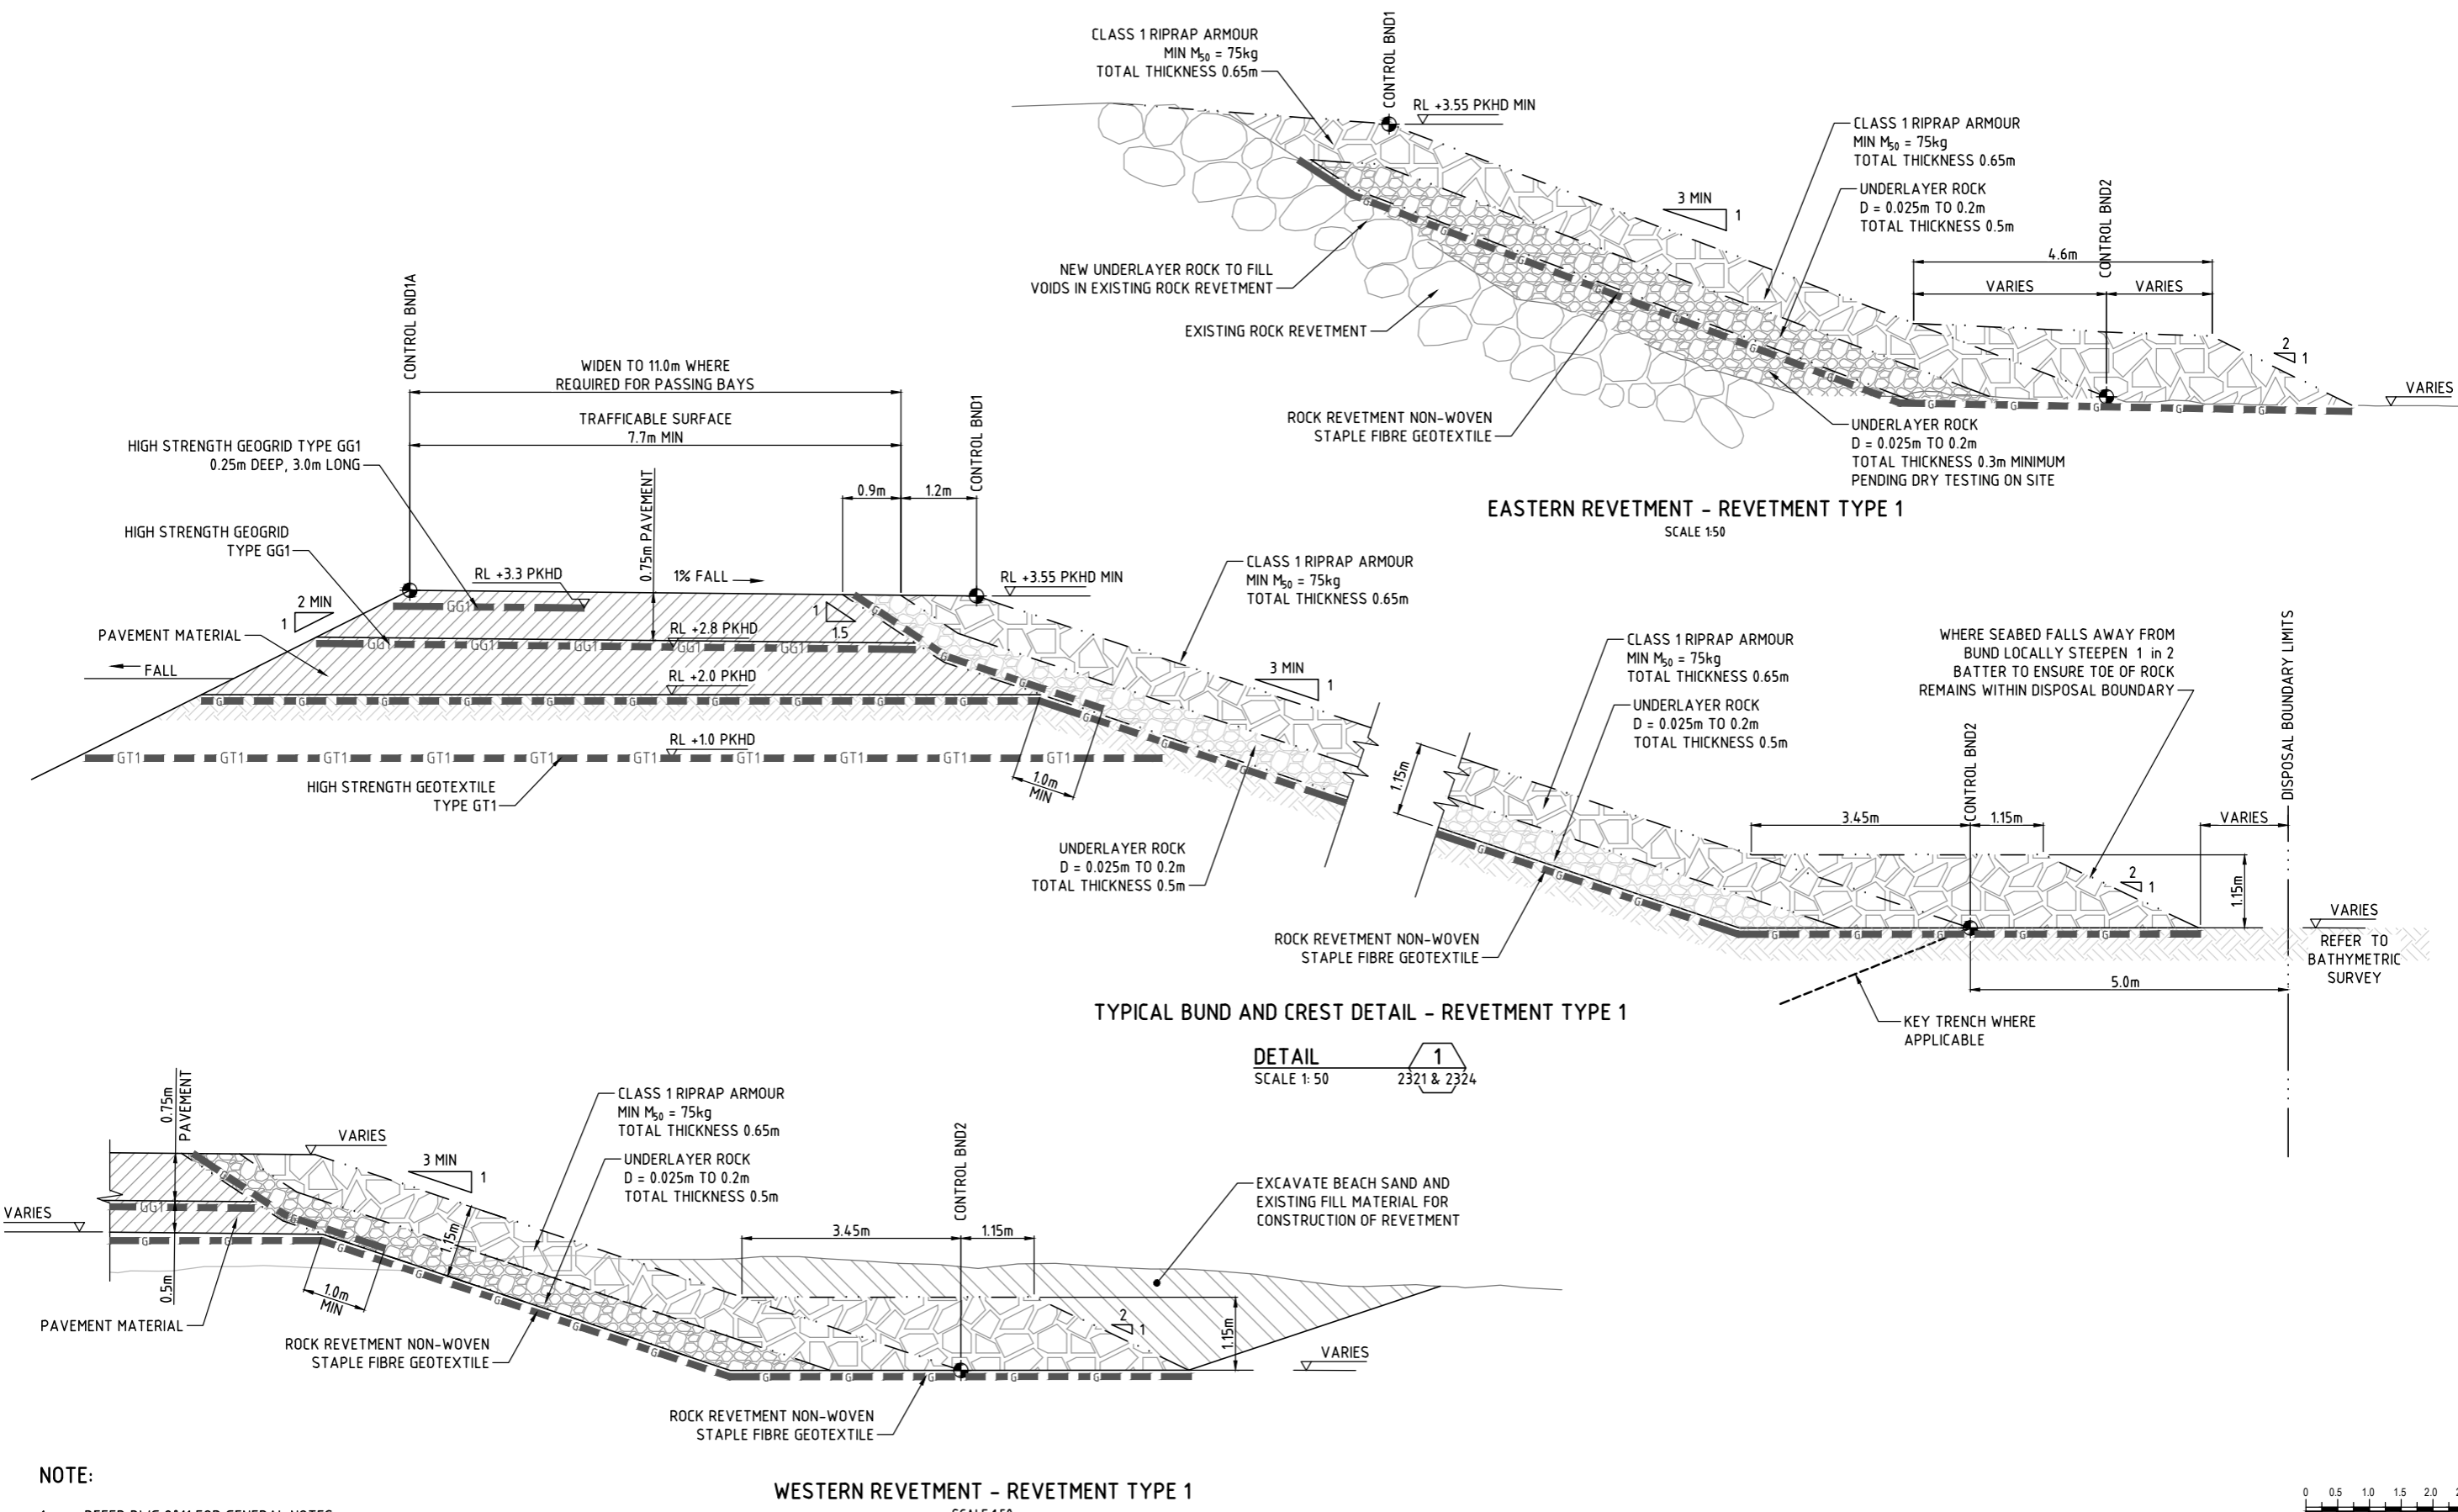 CLASS 1 RIPRAP ARMOUR
MIN M50 = 75kg
TOTAL THICKNESS 0.65m
CONTROL BND1
RL +3.55 PKHD MIN
CLASS 1 RIPRAP ARMOUR
MIN M50 = 75kg
TOTAL THICKNESS 0.65m
UNDERLAYER ROCK
D = 0.025m TO 0.2m
TOTAL THICKNESS 0.5m
3 MIN
1
CONTROL BND2
4.6m
VARIES
VARIES
2
1
VARIES
NEW UNDERLAYER ROCK TO FILL
VOIDS IN EXISTING ROCK REVETMENT
EXISTING ROCK REVETMENT
ROCK REVETMENT NON-WOVEN
STAPLE FIBRE GEOTEXTILE
UNDERLAYER ROCK
D = 0.025m TO 0.2m
TOTAL THICKNESS 0.3m MINIMUM
PENDING DRY TESTING ON SITE
G G G G G G G G G G G
EASTERN REVETMENT - REVETMENT TYPE 1
SCALE 1:50
CONTROL BND1A
WIDEN TO 11.0m WHERE
REQUIRED FOR PASSING BAYS
TRAFFICABLE SURFACE
7.7m MIN
CONTROL BND1
HIGH STRENGTH GEOGRID TYPE GG1
0.25m DEEP, 3.0m LONG
0.75m PAVEMENT
0.9m
1.2m
HIGH STRENGTH GEOGRID
TYPE GG1
RL +3.3 PKHD
1% FALL
RL +3.55 PKHD MIN
CLASS 1 RIPRAP ARMOUR
MIN M50 = 75kg
TOTAL THICKNESS 0.65m
2 MIN
1
GG1
1
1.5
PAVEMENT MATERIAL
RL +2.8 PKHD
GG1 GG1 GG1 GG1 GG1
FALL
RL +2.0 PKHD
G G G G G G G G G G
3 MIN
1
RL +1.0 PKHD
GT1 GT1 GT1 GT1 GT1 GT1 GT1 GT1 GT1 GT1
HIGH STRENGTH GEOTEXTILE
TYPE GT1
1.0m
MIN
UNDERLAYER ROCK
D = 0.025m TO 0.2m
TOTAL THICKNESS 0.5m
1.15m
CLASS 1 RIPRAP ARMOUR
MIN M50 = 75kg
TOTAL THICKNESS 0.65m
UNDERLAYER ROCK
D = 0.025m TO 0.2m
TOTAL THICKNESS 0.5m
WHERE SEABED FALLS AWAY FROM
BUND LOCALLY STEEPEN 1 in 2
BATTER TO ENSURE TOE OF ROCK
REMAINS WITHIN DISPOSAL BOUNDARY
CONTROL BND2
DISPOSAL BOUNDARY LIMITS
3.45m
1.15m
VARIES
2
1
1.15m
VARIES
REFER TO
BATHYMETRIC
SURVEY
5.0m
G G G G G G G G
ROCK REVETMENT NON-WOVEN
STAPLE FIBRE GEOTEXTILE
KEY TRENCH WHERE
APPLICABLE
TYPICAL BUND AND CREST DETAIL - REVETMENT TYPE 1
DETAIL 1
SCALE 1: 50 2321 & 2324
0.75m
PAVEMENT
VARIES
3 MIN
1
CLASS 1 RIPRAP ARMOUR
MIN M50 = 75kg
TOTAL THICKNESS 0.65m
UNDERLAYER ROCK
D = 0.025m TO 0.2m
TOTAL THICKNESS 0.5m
CONTROL BND2
EXCAVATE BEACH SAND AND
EXISTING FILL MATERIAL FOR
CONSTRUCTION OF REVETMENT
VARIES
GG1
0.5m
1.15m
3.45m
1.15m
1.0m
MIN
2
1
1.15m
VARIES
PAVEMENT MATERIAL
ROCK REVETMENT NON-WOVEN
STAPLE FIBRE GEOTEXTILE
G G G G G
ROCK REVETMENT NON-WOVEN
STAPLE FIBRE GEOTEXTILE
NOTE:
WESTERN REVETMENT - REVETMENT TYPE 1
0 0.5 1.0 1.5 2.0